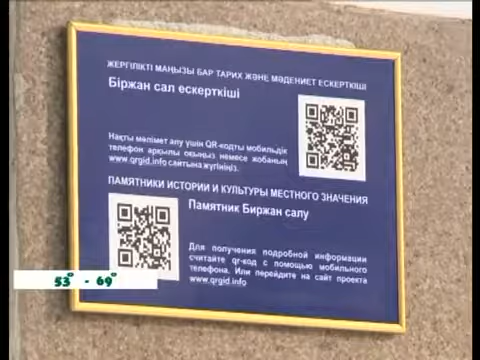 ЖЕРГІЛІКТІ МАҢЫЗЫ БАР ТАРИХ ЖӘНЕ МӘДЕНИЕТ ЕСКЕРТКІШІ
Біржан сал ескерткіші
Нақты мәлімет алу үшін QR-кодты мобильдік
телефон арқылы оқыңыз немесе жобаның
www.qrgid.info сайтына жүгініңіз.
ПАМЯТНИКИ ИСТОРИИ И КУЛЬТУРЫ МЕСТНОГО ЗНАЧЕНИЯ
Памятник Биржан салу
Для получения подробной информации
считайте qr-код с помощью мобильного
телефона. Или перейдите на сайт проекта
www.qrgid.info
53° - 69°